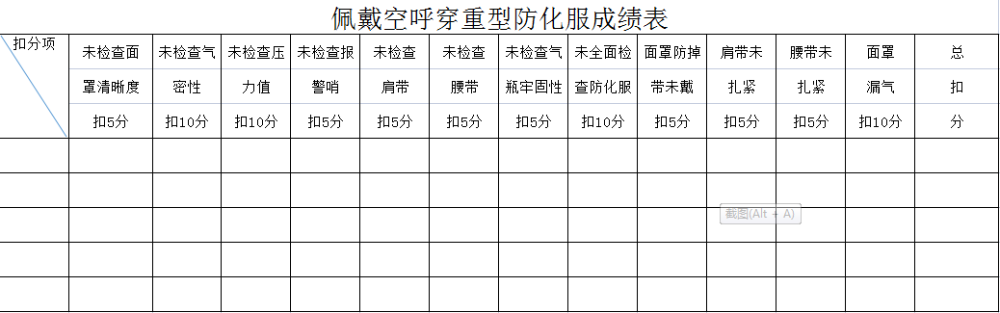 佩戴空呼穿重型防化服成绩表
扣分项
未检查面 未检查气 未检查压 未检查报 未检查 未检查 未检查气 未全面检 面罩防掉 肩带未 腰带未 面罩 总
罩清晰度 密性 力值 警哨 肩带 腰带 瓶牢固性 查防化服 带未戴 扎紧 扎紧 漏气 扣
扣5分 扣10分 扣10分 扣5分 扣5分 扣5分 扣5分 扣10分 扣5分 扣5分 扣5分 扣10分 分
截图(Alt + A)